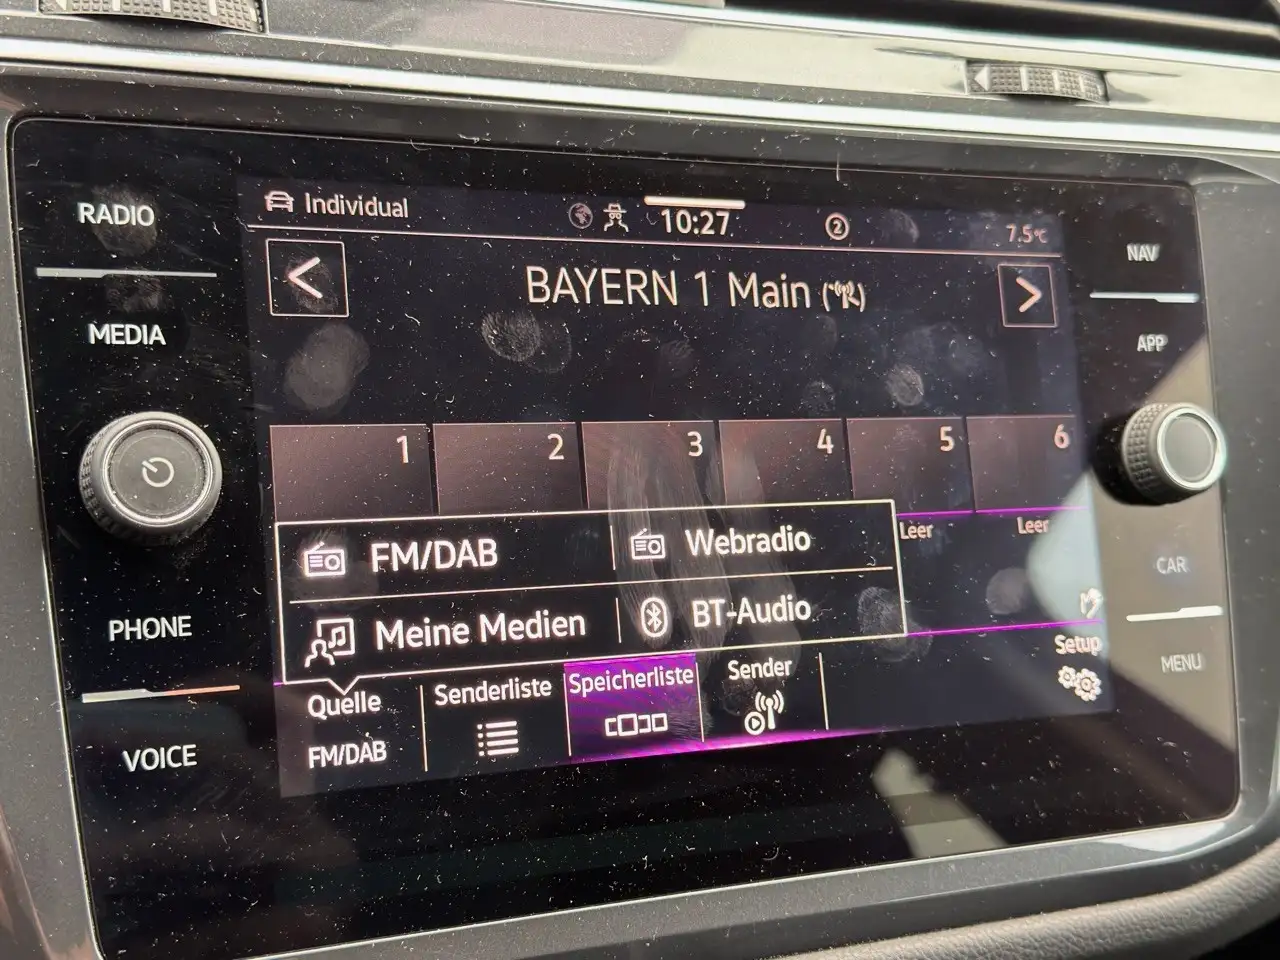 RADIO
MEDIA
PHONE
VOICE
Individual
10:27
2
7.5°C
<
BAYERN 1 Main
>
1
2
3
4
5
6
Leer
Leer
FM/DAB
Webradio
Meine Medien
BT-Audio
Quelle
FM/DAB
Senderliste
Speicherliste
Sender
Setup
NAV
APP
CAR
MENU